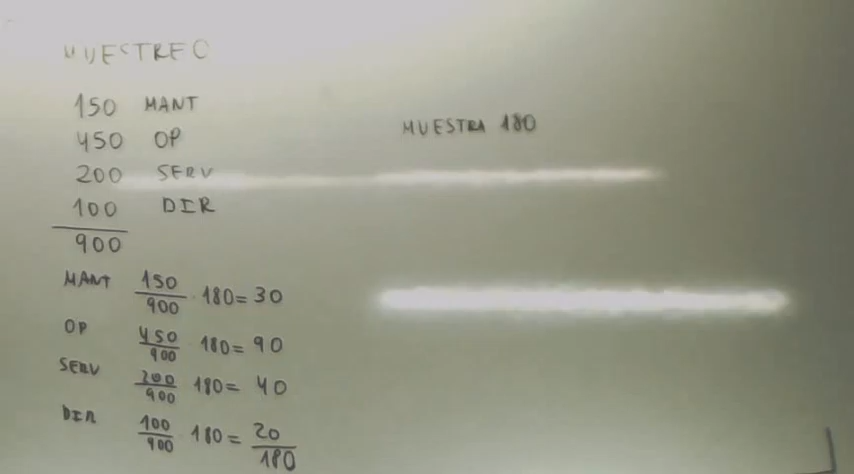 MUESTREO
150 MANT
450 OP
MUESTRA 180
200 SERV
100 DIR
900
MANT 150/900 · 180 = 30
OP 450/900 · 180 = 90
SERV 200/900 · 180 = 40
DIR 100/900 · 180 = 20
180